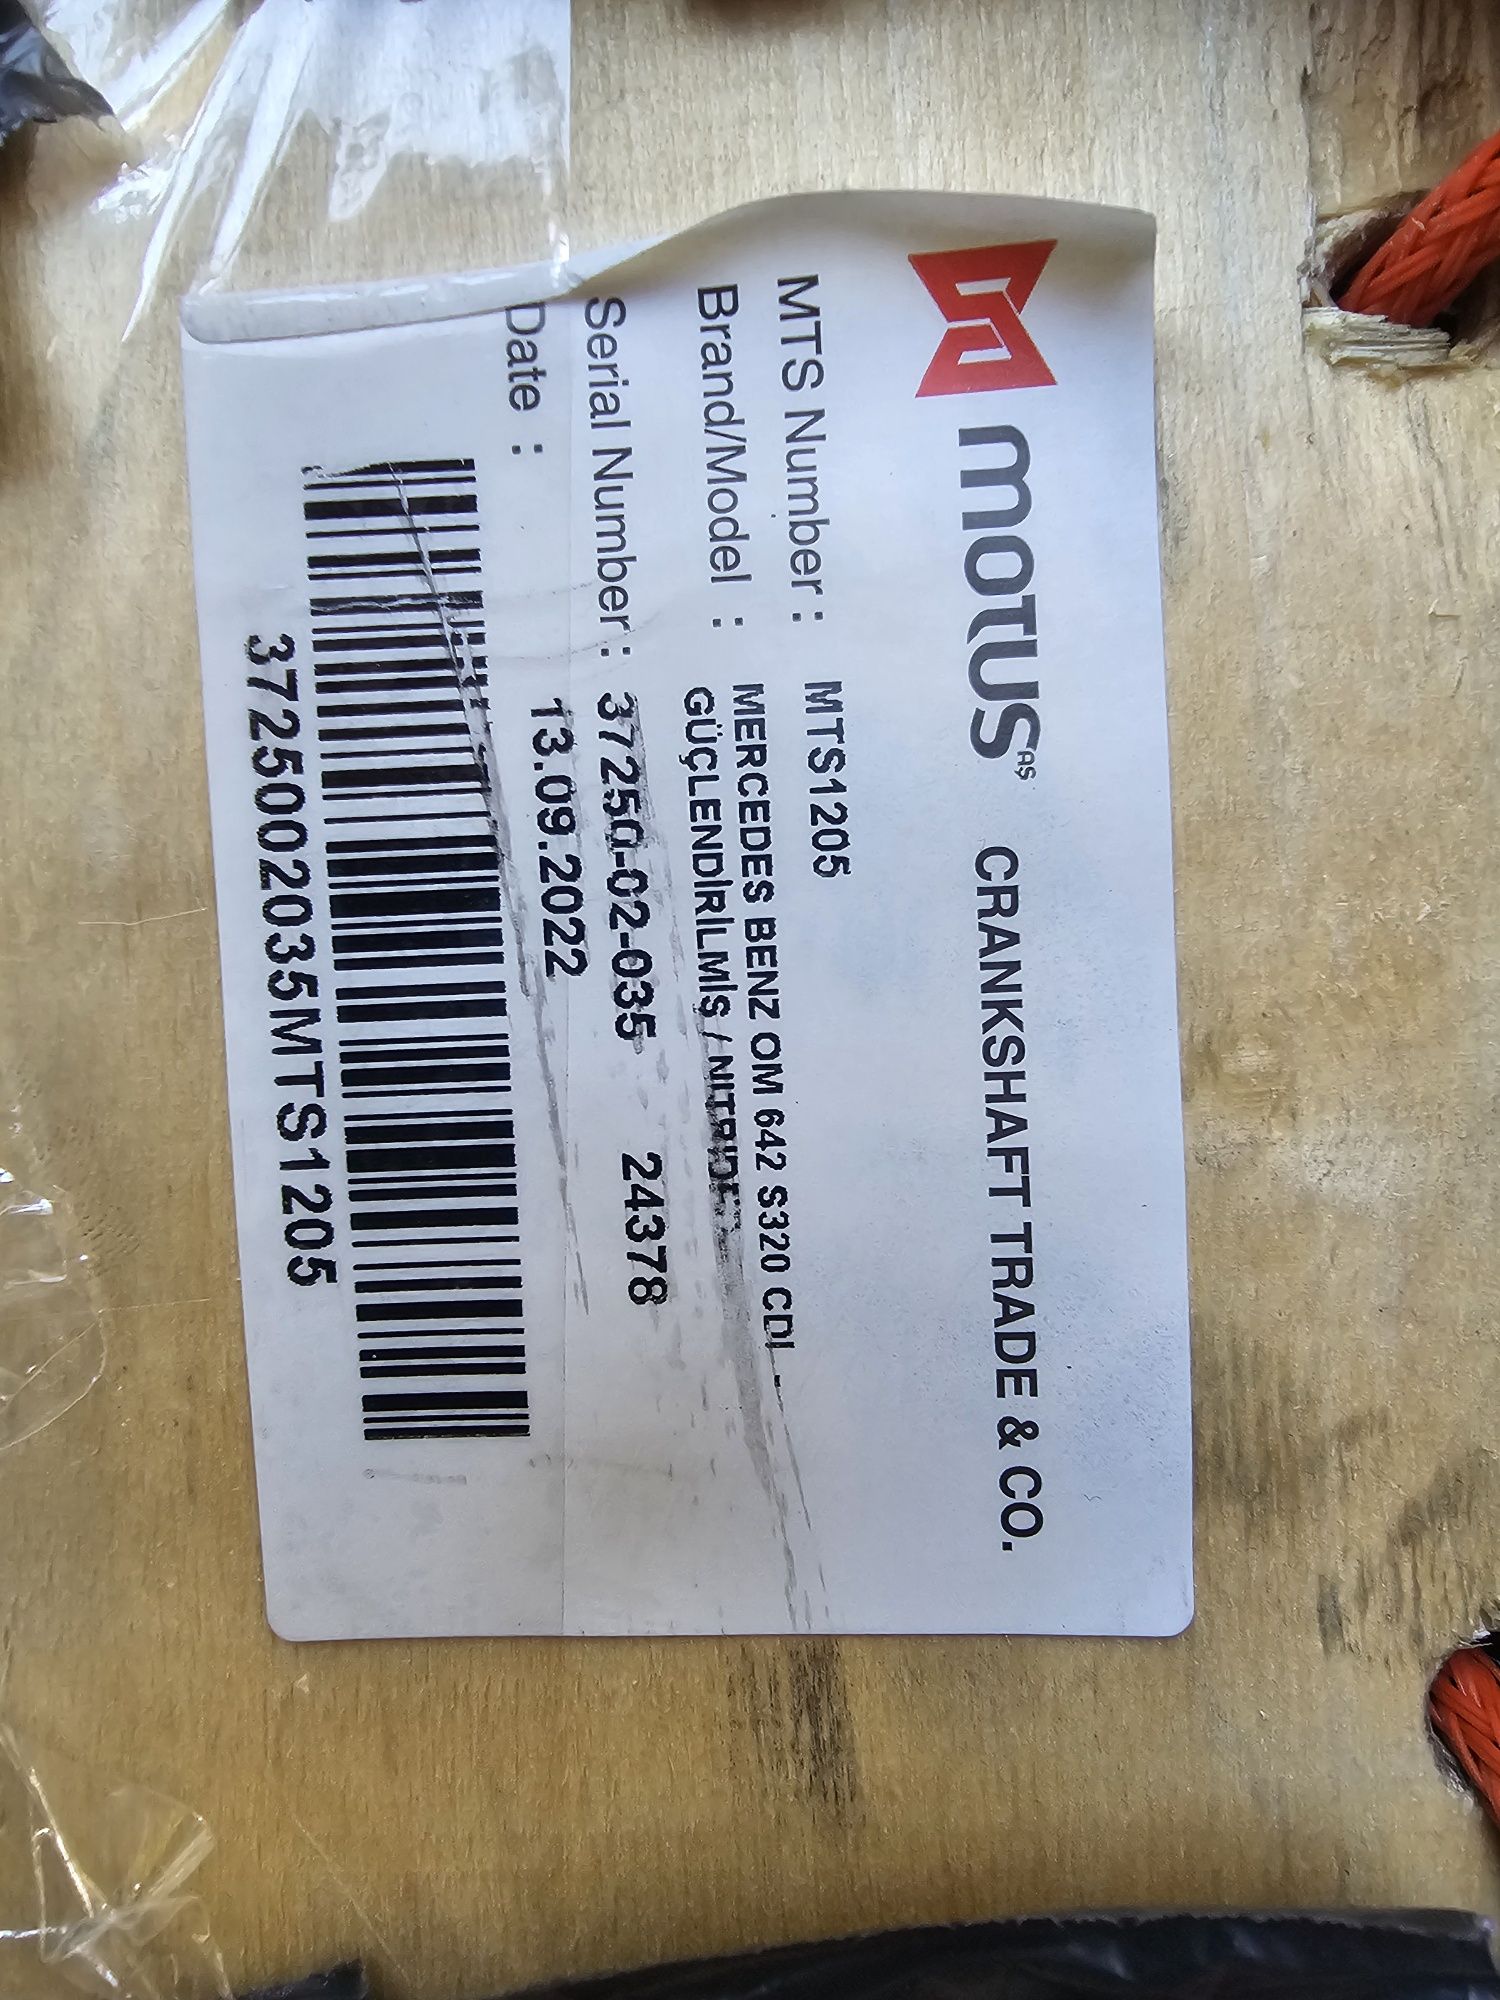 MOTUS AŞ CRANKSHAFT TRADE & CO.
MTS Number : MTS1205
Brand/Model : MERCEDES BENZ OM 642 S320 CDI -
GÜÇLENDİRİLMİŞ / NITRIDE
Serial Number : 37250-02-035 24378
Date : 13.09.2022
3725002035MTS1205